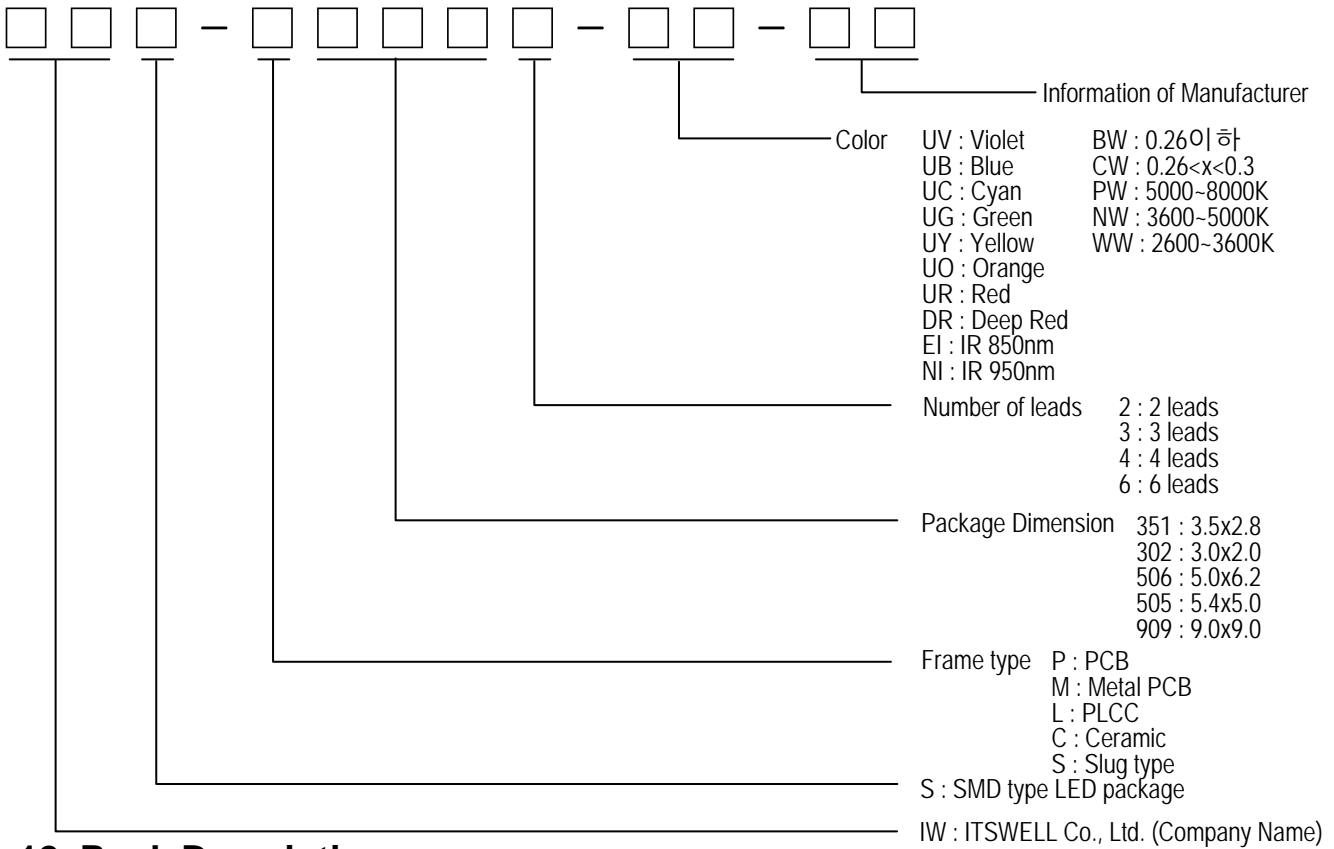 Information of Manufacturer
Color UV : Violet BW : 0.26이하
UB : Blue CW : 0.26<x<0.3
UC : Cyan PW : 5000~8000K
UG : Green NW : 3600~5000K
UY : Yellow WW : 2600~3600K
UO : Orange
UR : Red
DR : Deep Red
EI : IR 850nm
NI : IR 950nm
Number of leads 2 : 2 leads
3 : 3 leads
4 : 4 leads
6 : 6 leads
Package Dimension 351 : 3.5x2.8
302 : 3.0x2.0
506 : 5.0x6.2
505 : 5.4x5.0
909 : 9.0x9.0
Frame type P : PCB
M : Metal PCB
L : PLCC
C : Ceramic
S : Slug type
S : SMD type LED package
IW : ITSWELL Co., Ltd. (Company Name)